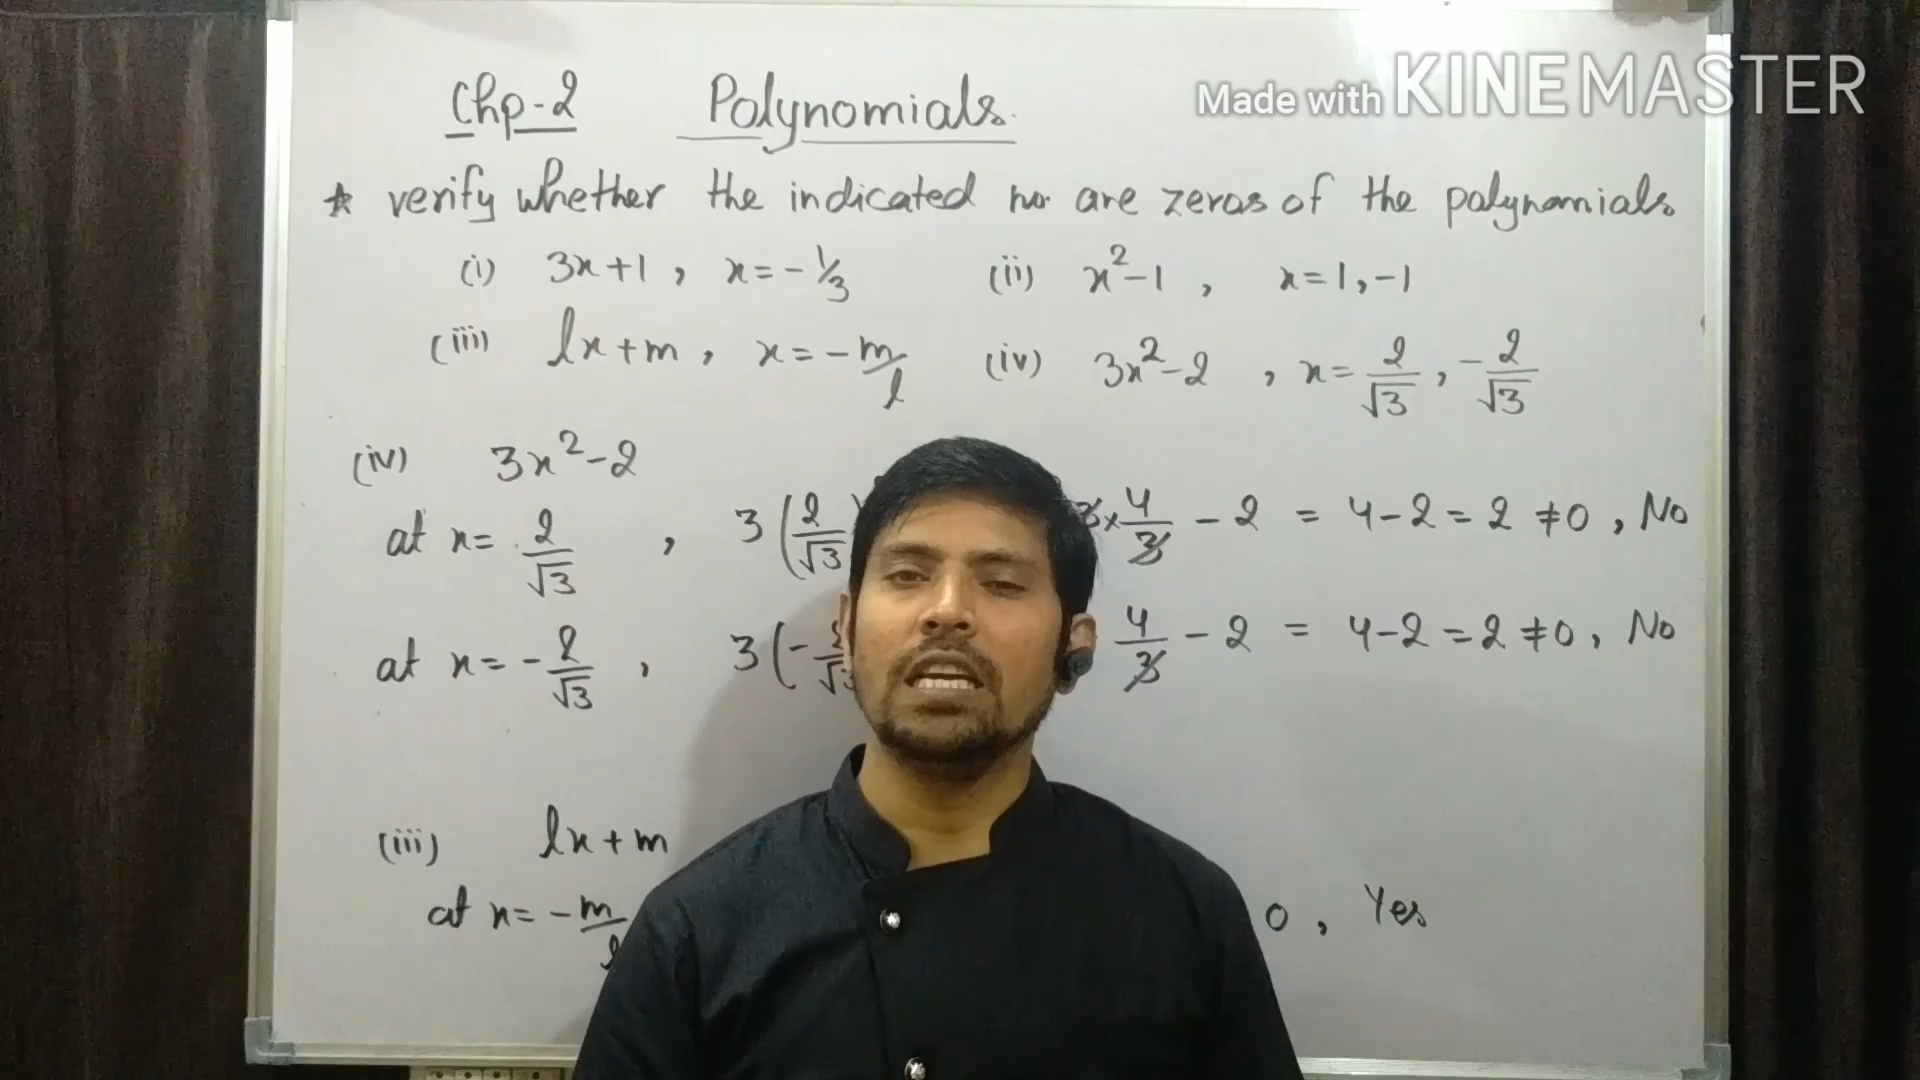 Made with KINEMASTER
Chp-2 Polynomials.
* verify whether the indicated no. are zeros of the polynomials
(i) 3x+1, x=-1/3 (ii) x²-1, x=1,-1
(iii) lx+m, x=-m/l (iv) 3x²-2, x=2/√3, -2/√3
(iv) 3x²-2
at x=2/√3, 3(2/√3 3×4/3 - 2 = 4-2=2≠0, No
at x=-2/√3, 3(-2/√3 4/3 - 2 = 4-2=2≠0, No
(iii) lx+m
at x=-m/l 0, Yes